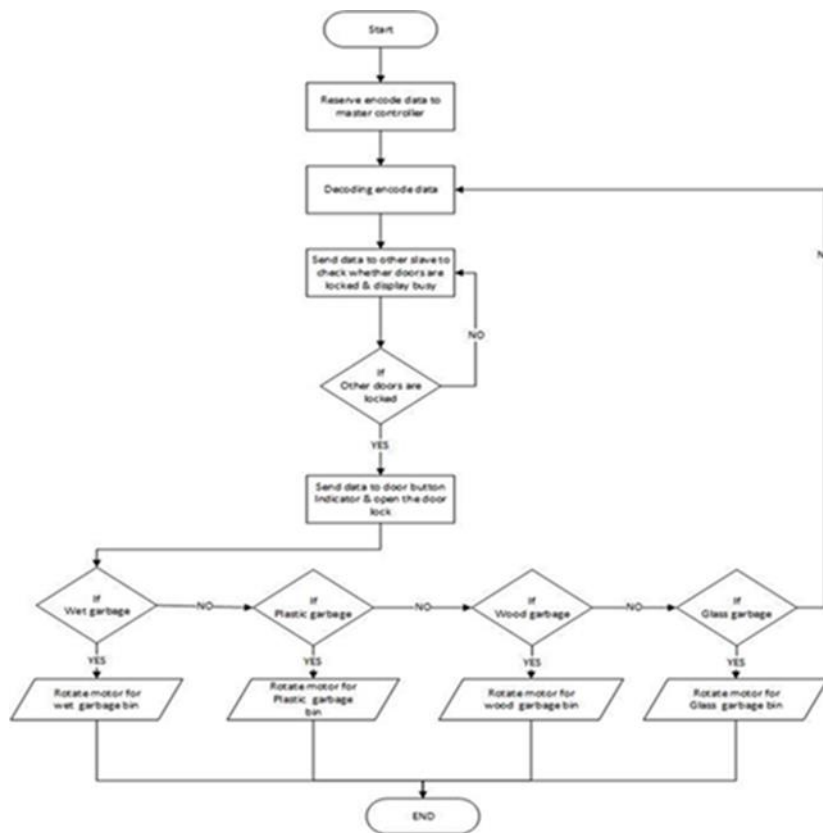 Start
Reserve encode data to
master controller
Decoding encode data
Send data to other slave to
check whether doors are
locked & display busy
NO
If
Other doors are
locked
YES
Send data to door button
Indicator & open the door
lock
If
Wet garbage
NO
If
Plastic garbage
NO
If
Wood garbage
NO
If
Glass garbage
YES
YES
YES
YES
Rotate motor for
wet garbage bin
Rotate motor for
Plastic garbage
bin
Rotate motor for
wood garbage bin
Rotate motor for
Glass garbage bin
END